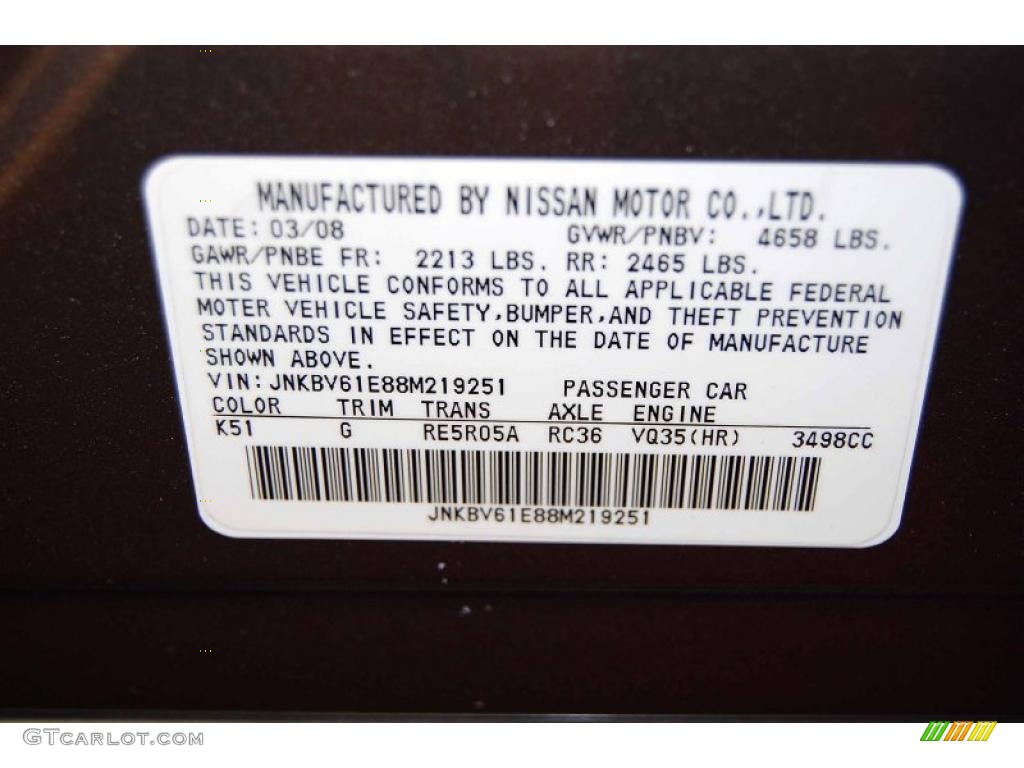 MANUFACTURED BY NISSAN MOTOR CO.,LTD.
DATE: 03/08 GVWR/PNBV: 4658 LBS.
GAWR/PNBE FR: 2213 LBS. RR: 2465 LBS.
THIS VEHICLE CONFORMS TO ALL APPLICABLE FEDERAL
MOTOR VEHICLE SAFETY,BUMPER,AND THEFT PREVENTION
STANDARDS IN EFFECT ON THE DATE OF MANUFACTURE
SHOWN ABOVE.
VIN:JNKBV61E88M219251 PASSENGER CAR
COLOR TRIM TRANS AXLE ENGINE
K51 G RE5R05A RC36 VQ35(HR) 3498CC
JNKBV61E88M219251
GTCARLOT.COM